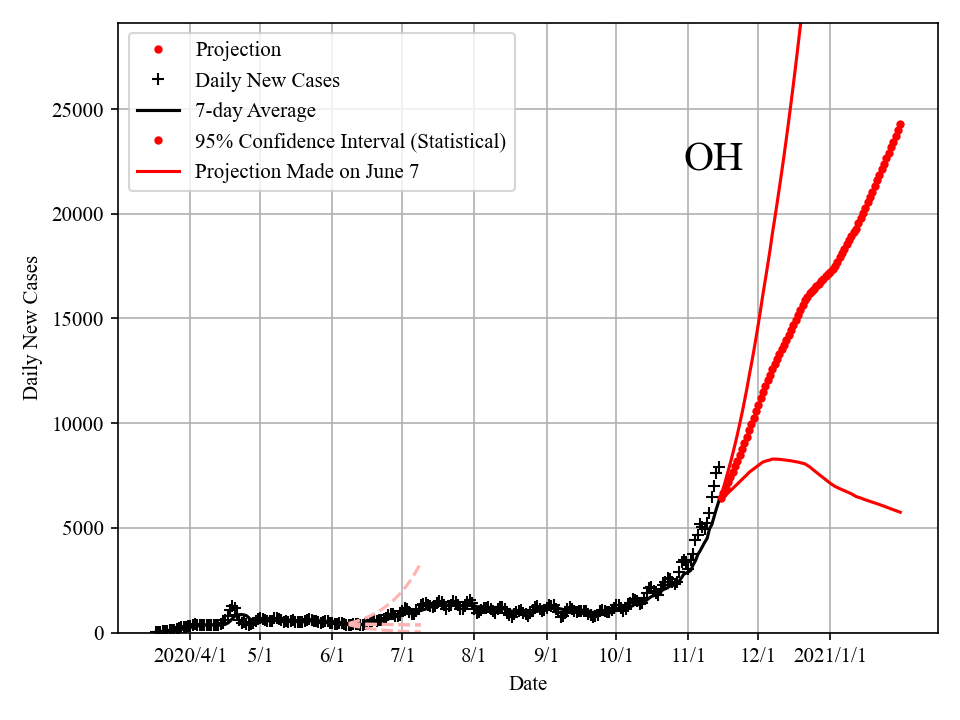 Projection
Daily New Cases
7-day Average
95% Confidence Interval (Statistical)
Projection Made on June 7
OH
25000
20000
15000
10000
5000
0
Daily New Cases
2020/4/1 5/1 6/1 7/1 8/1 9/1 10/1 11/1 12/1 2021/1/1
Date